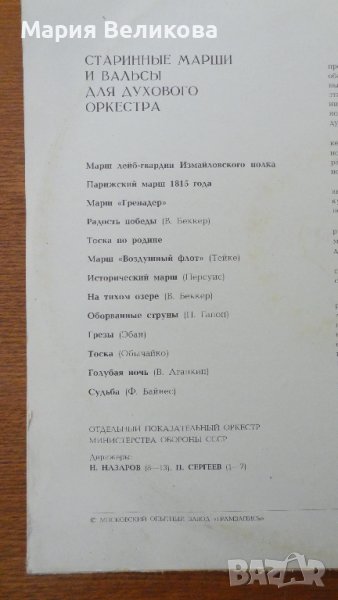 Мария Великова
СТАРИННЫЕ МАРШИ
И ВАЛЬСЫ
ДЛЯ ДУХОВОГО
ОРКЕСТРА
Марш лейб-гвардии Измайловского полка
Парижский марш 1815 года
Марш «Гренадер»
Радость победы (В. Беккер)
Тоска по родине
Марш «Воздушный флот» (Тейке)
Исторический марш (Персуис)
На тихом озере (В. Беккер)
Оборванные струны (П. Гапон)
Грезы (Эбан)
Тоска (Обычайко)
Голубая ночь (В. Агапкин)
Судьба (Ф. Байнес)
ОТДЕЛЬНЫЙ ПОКАЗАТЕЛЬНЫЙ ОРКЕСТР
МИНИСТЕРСТВА ОБОРОНЫ СССР
Дирижеры:
Н. НАЗАРОВ (8—13), П. СЕРГЕЕВ (1—7)
© МОСКОВСКИЙ ОПЫТНЫЙ ЗАВОД «ГРАМЗАПИСЬ»
BAZAR